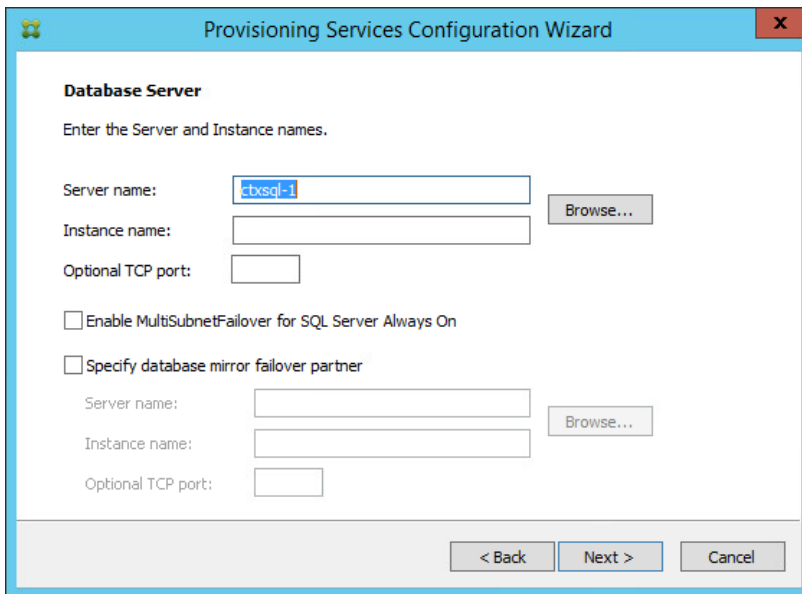 Provisioning Services Configuration Wizard
x
Database Server
Enter the Server and Instance names.
Server name: ctxsql-1
Browse...
Instance name:
Optional TCP port:
Enable MultiSubnetFailover for SQL Server Always On
Specify database mirror failover partner
Server name:
Browse...
Instance name:
Optional TCP port:
< Back Next > Cancel